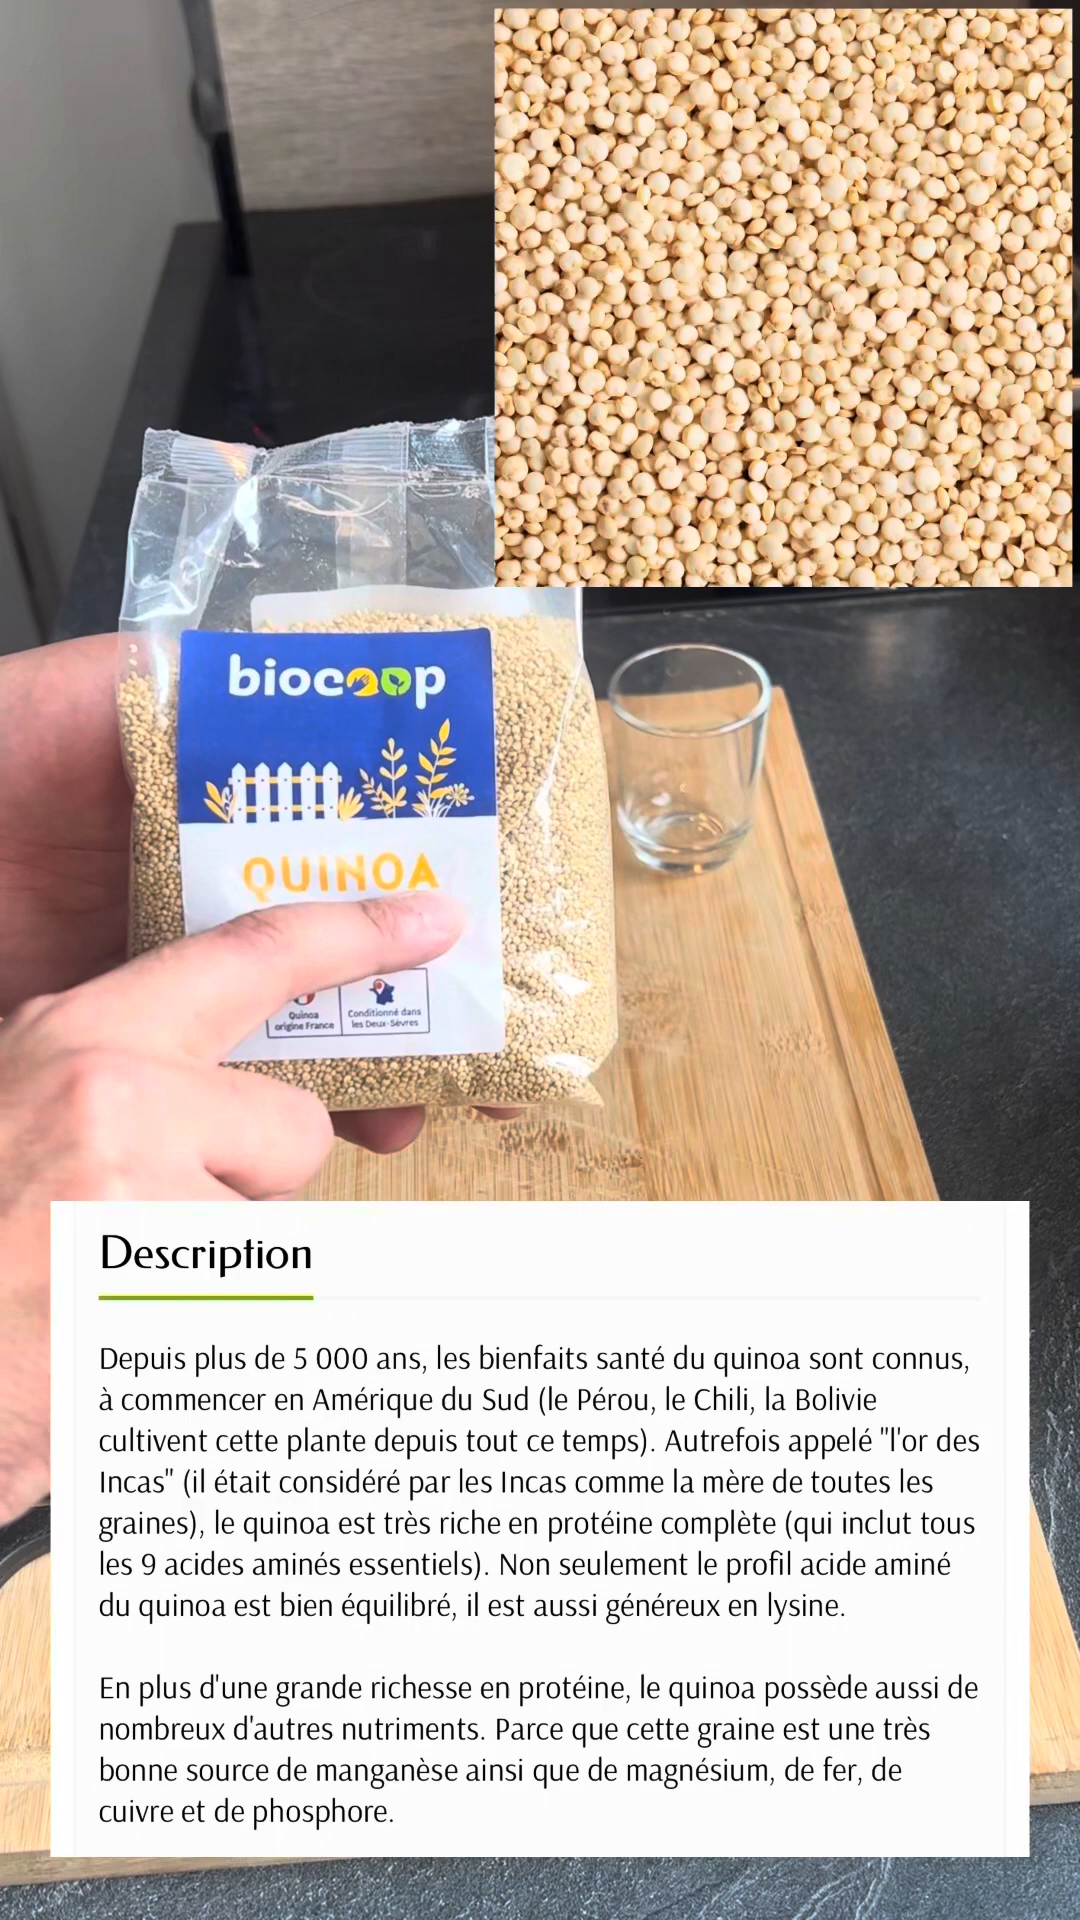 biocoop
QUINOA
Quinoa
origine France
Conditionné dans
les Deux-Sèvres
Description
Depuis plus de 5 000 ans, les bienfaits santé du quinoa sont connus,
à commencer en Amérique du Sud (le Pérou, le Chili, la Bolivie
cultivent cette plante depuis tout ce temps). Autrefois appelé "l'or des
Incas" (il était considéré par les Incas comme la mère de toutes les
graines), le quinoa est très riche en protéine complète (qui inclut tous
les 9 acides aminés essentiels). Non seulement le profil acide aminé
du quinoa est bien équilibré, il est aussi généreux en lysine.
En plus d'une grande richesse en protéine, le quinoa possède aussi de
nombreux d'autres nutriments. Parce que cette graine est une très
bonne source de manganèse ainsi que de magnésium, de fer, de
cuivre et de phosphore.